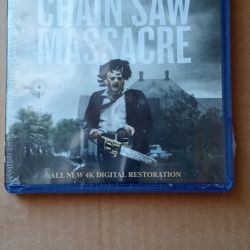 CHAIN SAW
MASSACRE
ALL NEW 4K DIGITAL RESTORATION